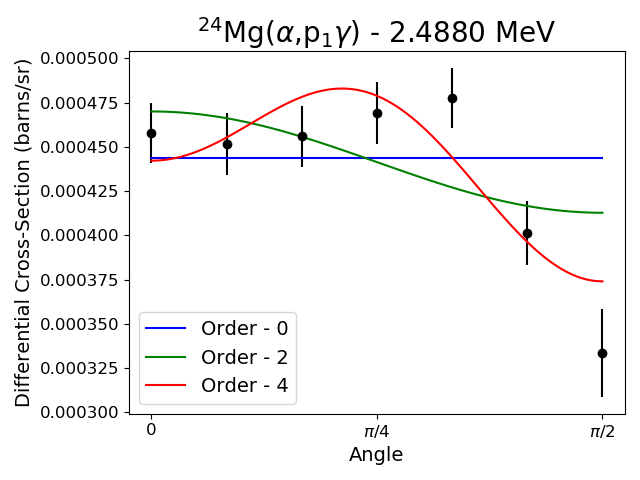 ²⁴Mg(α,p₁γ) - 2.4880 MeV
Differential Cross-Section (barns/sr)
0.000500
0.000475
0.000450
0.000425
0.000400
0.000375
0.000350
0.000325
0.000300
Order - 0
Order - 2
Order - 4
0
π/4
π/2
Angle